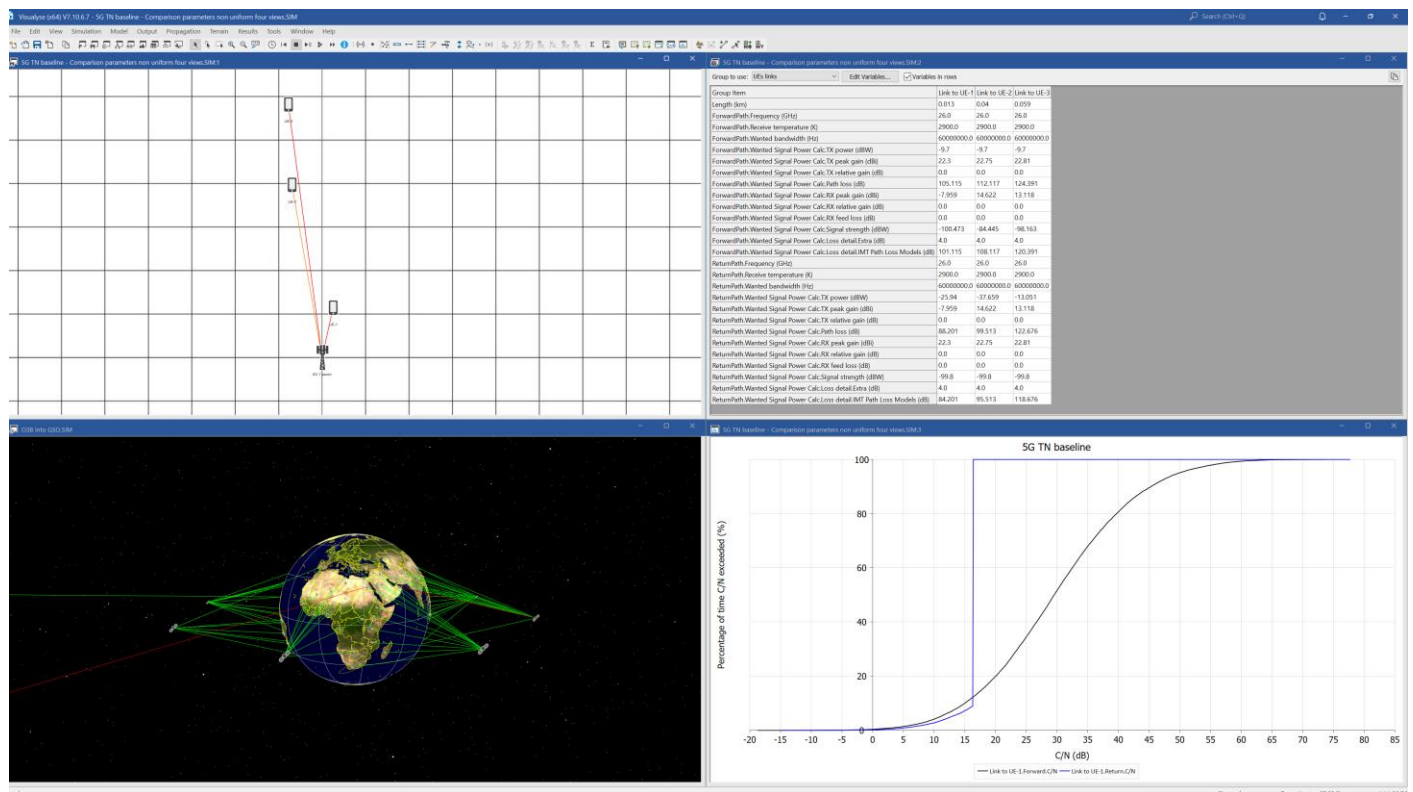 Visualyse (x64) V7.10.6.7 - 5G TN baseline - Comparison parameters non uniform four views.SIM
Search (Ctrl+Q)
File Edit View Simulation Model Output Propagation Terrain Results Tools Window Help
5G TN baseline - Comparison parameters non uniform four views.SIM:1
5G TN baseline - Comparison parameters non uniform four views.SIM:2
Group to use: UEs links Edit Variables... Variables in rows
Group Item Link to UE-1 Link to UE-2 Link to UE-3
Length (km) 0.013 0.04 0.059
ForwardPath.Frequency (GHz) 26.0 26.0 26.0
ForwardPath.Receive temperature (K) 2900.0 2900.0 2900.0
ForwardPath.Wanted bandwidth (Hz) 60000000.0 60000000.0 60000000.0
ForwardPath.Wanted Signal Power Calc.TX power (dBW) -9.7 -9.7 -9.7
ForwardPath.Wanted Signal Power Calc.TX peak gain (dBi) 22.3 22.75 22.81
ForwardPath.Wanted Signal Power Calc.TX relative gain (dB) 0.0 0.0 0.0
ForwardPath.Wanted Signal Power Calc.Path loss (dB) 105.115 112.117 124.391
ForwardPath.Wanted Signal Power Calc.RX peak gain (dBi) -7.959 14.622 13.118
ForwardPath.Wanted Signal Power Calc.RX relative gain (dB) 0.0 0.0 0.0
ForwardPath.Wanted Signal Power Calc.RX feed loss (dB) 0.0 0.0 0.0
ForwardPath.Wanted Signal Power Calc.Signal strength (dBW) -100.473 -84.445 -98.163
ForwardPath.Wanted Signal Power Calc.Loss detail.Extra (dB) 4.0 4.0 4.0
ForwardPath.Wanted Signal Power Calc.Loss detail.IMT Path Loss Models (dB) 101.115 108.117 120.391
ReturnPath.Frequency (GHz) 26.0 26.0 26.0
ReturnPath.Receive temperature (K) 2900.0 2900.0 2900.0
ReturnPath.Wanted bandwidth (Hz) 60000000.0 60000000.0 60000000.0
ReturnPath.Wanted Signal Power Calc.TX power (dBW) -25.94 -37.659 -13.051
ReturnPath.Wanted Signal Power Calc.TX peak gain (dBi) -7.959 14.622 13.118
ReturnPath.Wanted Signal Power Calc.TX relative gain (dB) 0.0 0.0 0.0
ReturnPath.Wanted Signal Power Calc.Path loss (dB) 88.201 99.513 122.676
ReturnPath.Wanted Signal Power Calc.RX peak gain (dBi) 22.3 22.75 22.81
ReturnPath.Wanted Signal Power Calc.RX relative gain (dB) 0.0 0.0 0.0
ReturnPath.Wanted Signal Power Calc.RX feed loss (dB) 0.0 0.0 0.0
ReturnPath.Wanted Signal Power Calc.Signal strength (dBW) -99.8 -99.8 -99.8
ReturnPath.Wanted Signal Power Calc.Loss detail.Extra (dB) 4.0 4.0 4.0
ReturnPath.Wanted Signal Power Calc.Loss detail.IMT Path Loss Models (dB) 84.201 95.513 118.676
O3B into GSO.SIM
5G TN baseline - Comparison parameters non uniform four views.SIM:3
5G TN baseline
Percentage of time C/N exceeded (%)
100
80
60
40
20
0
-20 -15 -10 -5 0 5 10 15 20 25 30 35 40 45 50 55 60 65 70 75 80 85
C/N (dB)
Link to UE-1.Forward.C/N Link to UE-1.Return.C/N